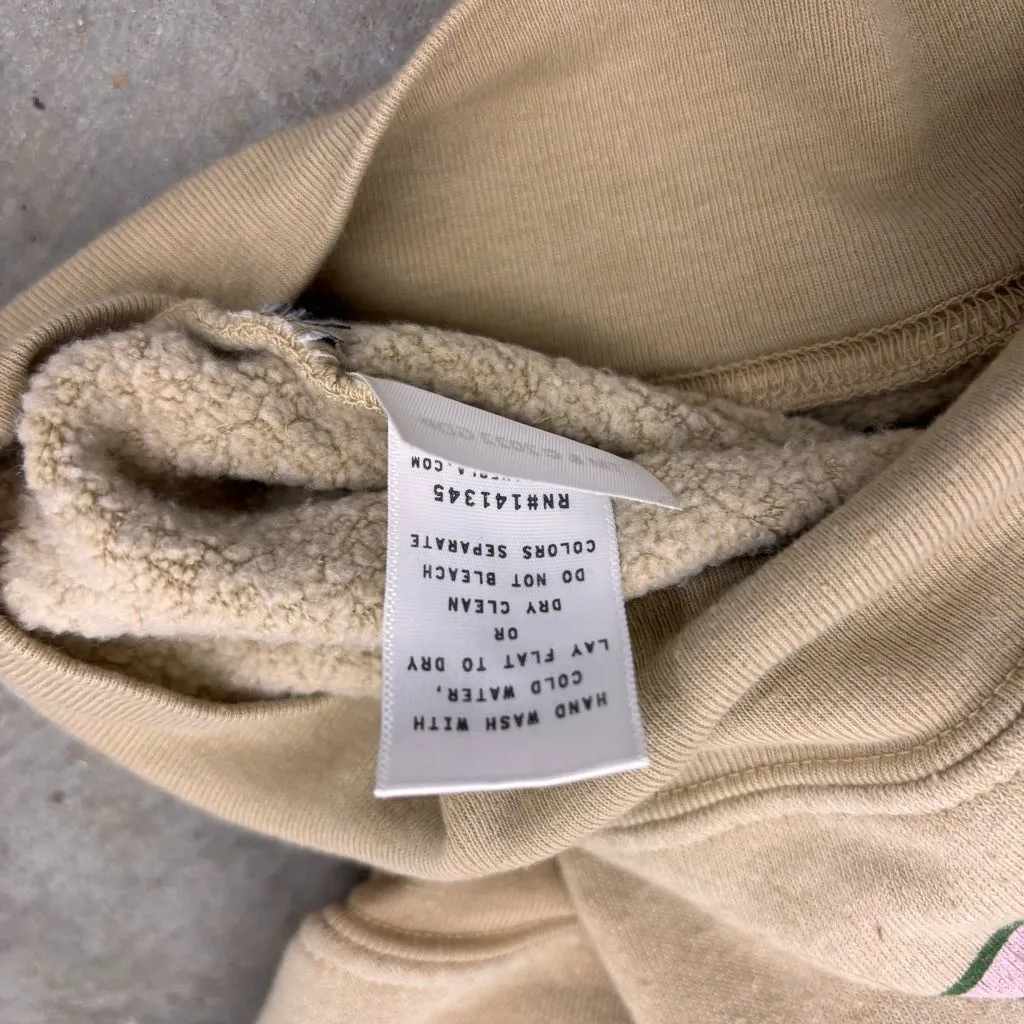 HAND WASH WITH
COLD WATER,
LAY FLAT TO DRY
OR
DRY CLEAN
DO NOT BLEACH
COLORS SEPARATE
RN#141345